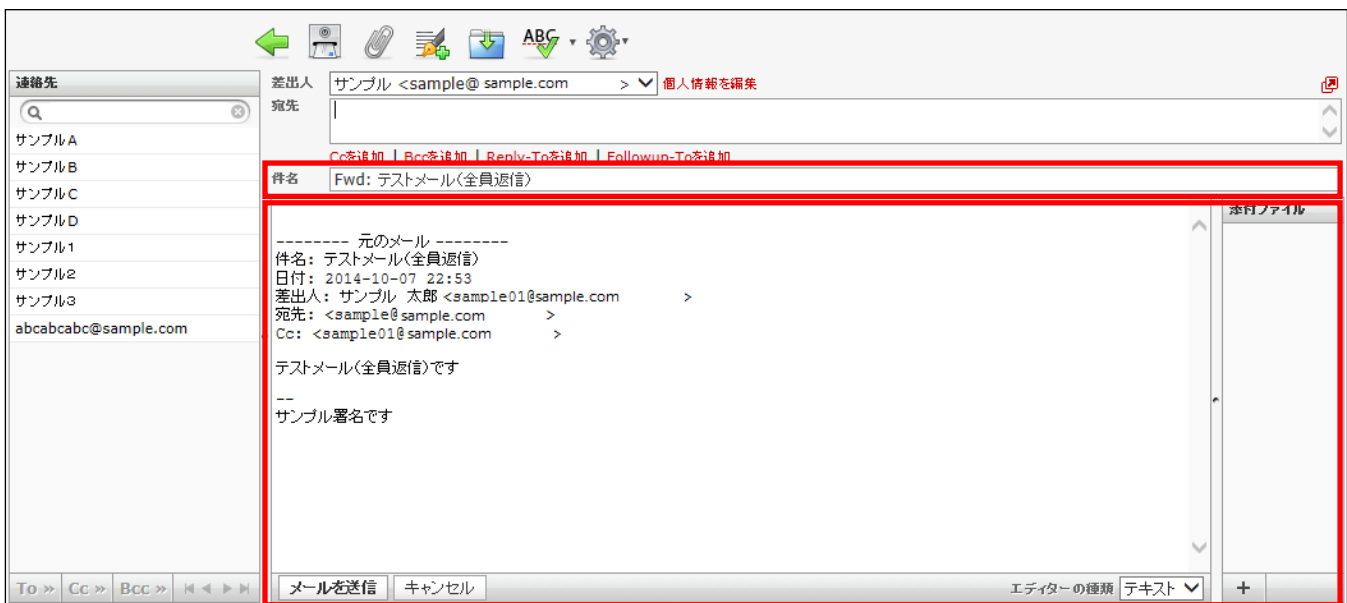 ABC
連絡先
サンプルA
サンプルB
サンプルC
サンプルD
サンプル1
サンプル2
サンプル3
abcabcabc@sample.com
To » Cc » Bcc »
差出人 サンプル <sample@ sample.com > 個人情報を編集
宛先
Ccを追加 | Bccを追加 | Reply-Toを追加 | Followup-Toを追加
件名 Fwd: テストメール(全員返信)
-------- 元のメール --------
件名: テストメール(全員返信)
日付: 2014-10-07 22:53
差出人: サンプル 太郎 <sample01@sample.com >
宛先: <sample@sample.com >
Cc: <sample01@sample.com >
テストメール(全員返信)です
--
サンプル署名です
メールを送信 キャンセル エディターの種類 テキスト
添付ファイル
+